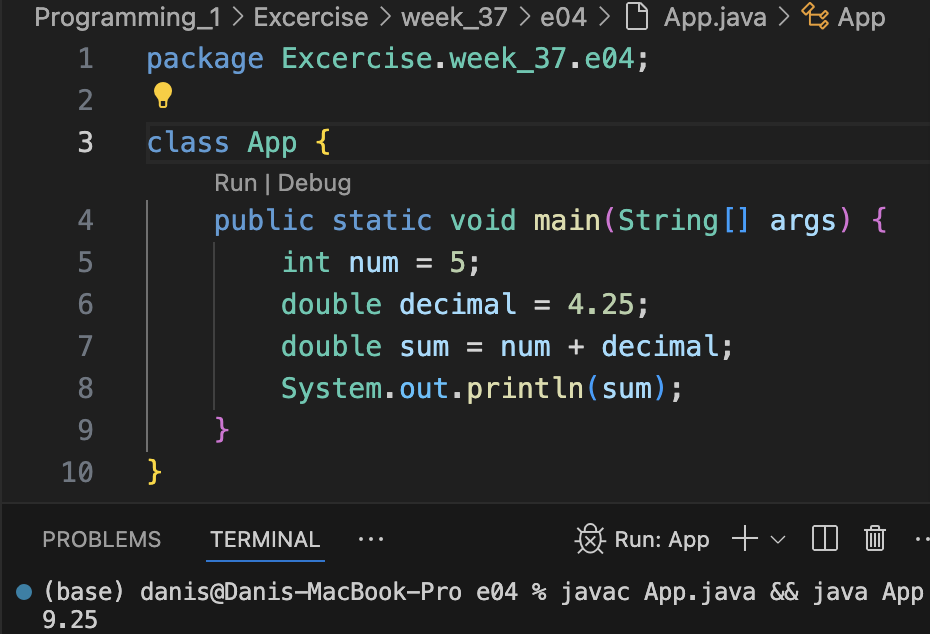 Programming_1 > Excercise > week_37 > e04 > App.java > App
1 package Excercise.week_37.e04;
2
3 class App {
Run | Debug
4 public static void main(String[] args) {
5 int num = 5;
6 double decimal = 4.25;
7 double sum = num + decimal;
8 System.out.println(sum);
9 }
10 }
PROBLEMS TERMINAL ··· Run: App
(base) danis@Danis-MacBook-Pro e04 % javac App.java && java App
9.25